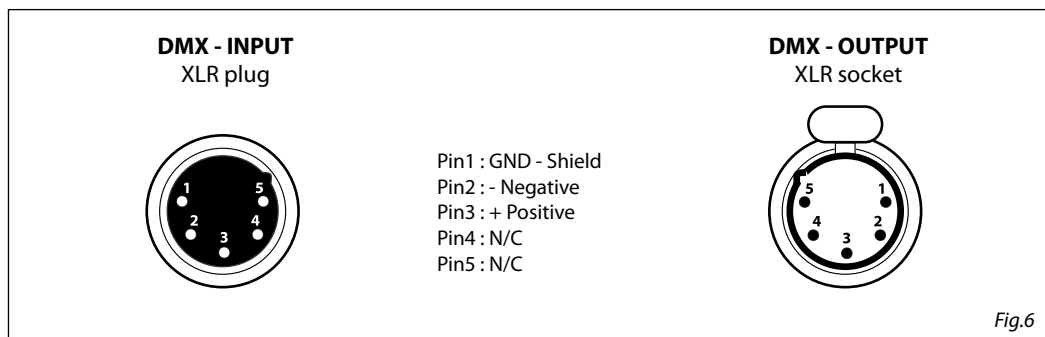 DMX - INPUT
XLR plug
1
5
2
4
3
Pin1 : GND - Shield
Pin2 : - Negative
Pin3 : + Positive
Pin4 : N/C
Pin5 : N/C
DMX - OUTPUT
XLR socket
5
1
4
2
3
Fig.6